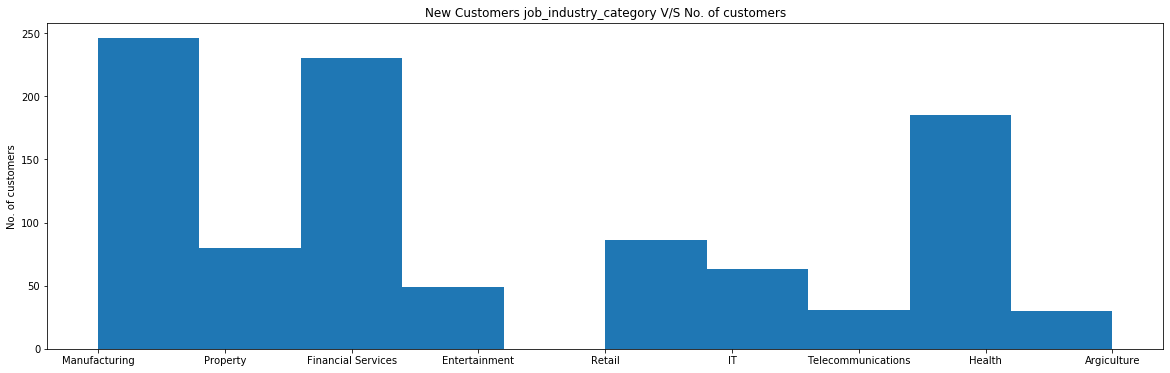 New Customers job_industry_category V/S No. of customers
No. of customers
250
200
150
100
50
0
Manufacturing Property Financial Services Entertainment Retail IT Telecommunications Health Argiculture